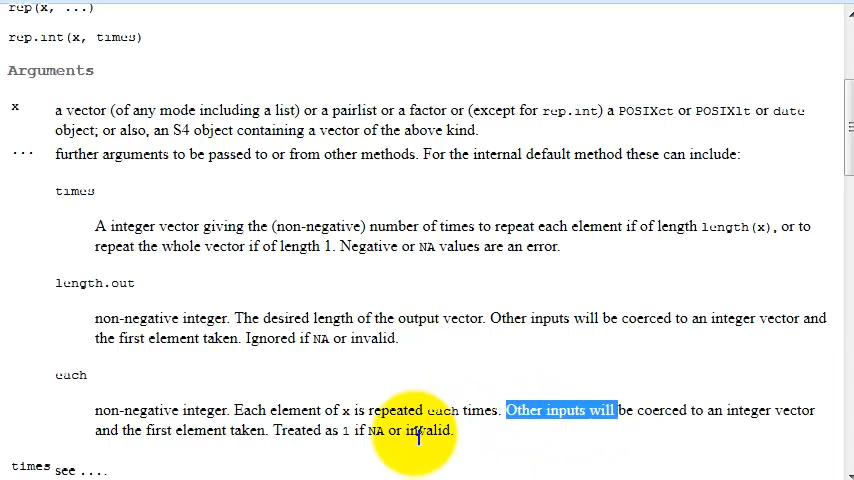 rep(x, ...)
rep.int(x, times)
Arguments
x a vector (of any mode including a list) or a pairlist or a factor or (except for rep.int) a POSIXct or POSIXlt or date
object; or also, an S4 object containing a vector of the above kind.
... further arguments to be passed to or from other methods. For the internal default method these can include:
times
A integer vector giving the (non-negative) number of times to repeat each element if of length length(x), or to
repeat the whole vector if of length 1. Negative or NA values are an error.
length.out
non-negative integer. The desired length of the output vector. Other inputs will be coerced to an integer vector and
the first element taken. Ignored if NA or invalid.
each
non-negative integer. Each element of x is repeated each times. Other inputs will be coerced to an integer vector
and the first element taken. Treated as 1 if NA or invalid.
times see ....